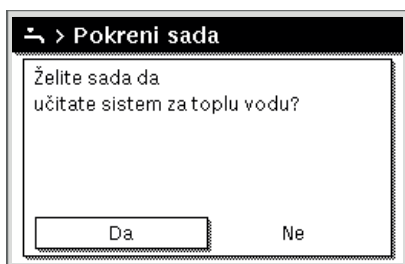 > Pokreni sada
Želite sada da
učitate sistem za toplu vodu?
Da
Ne